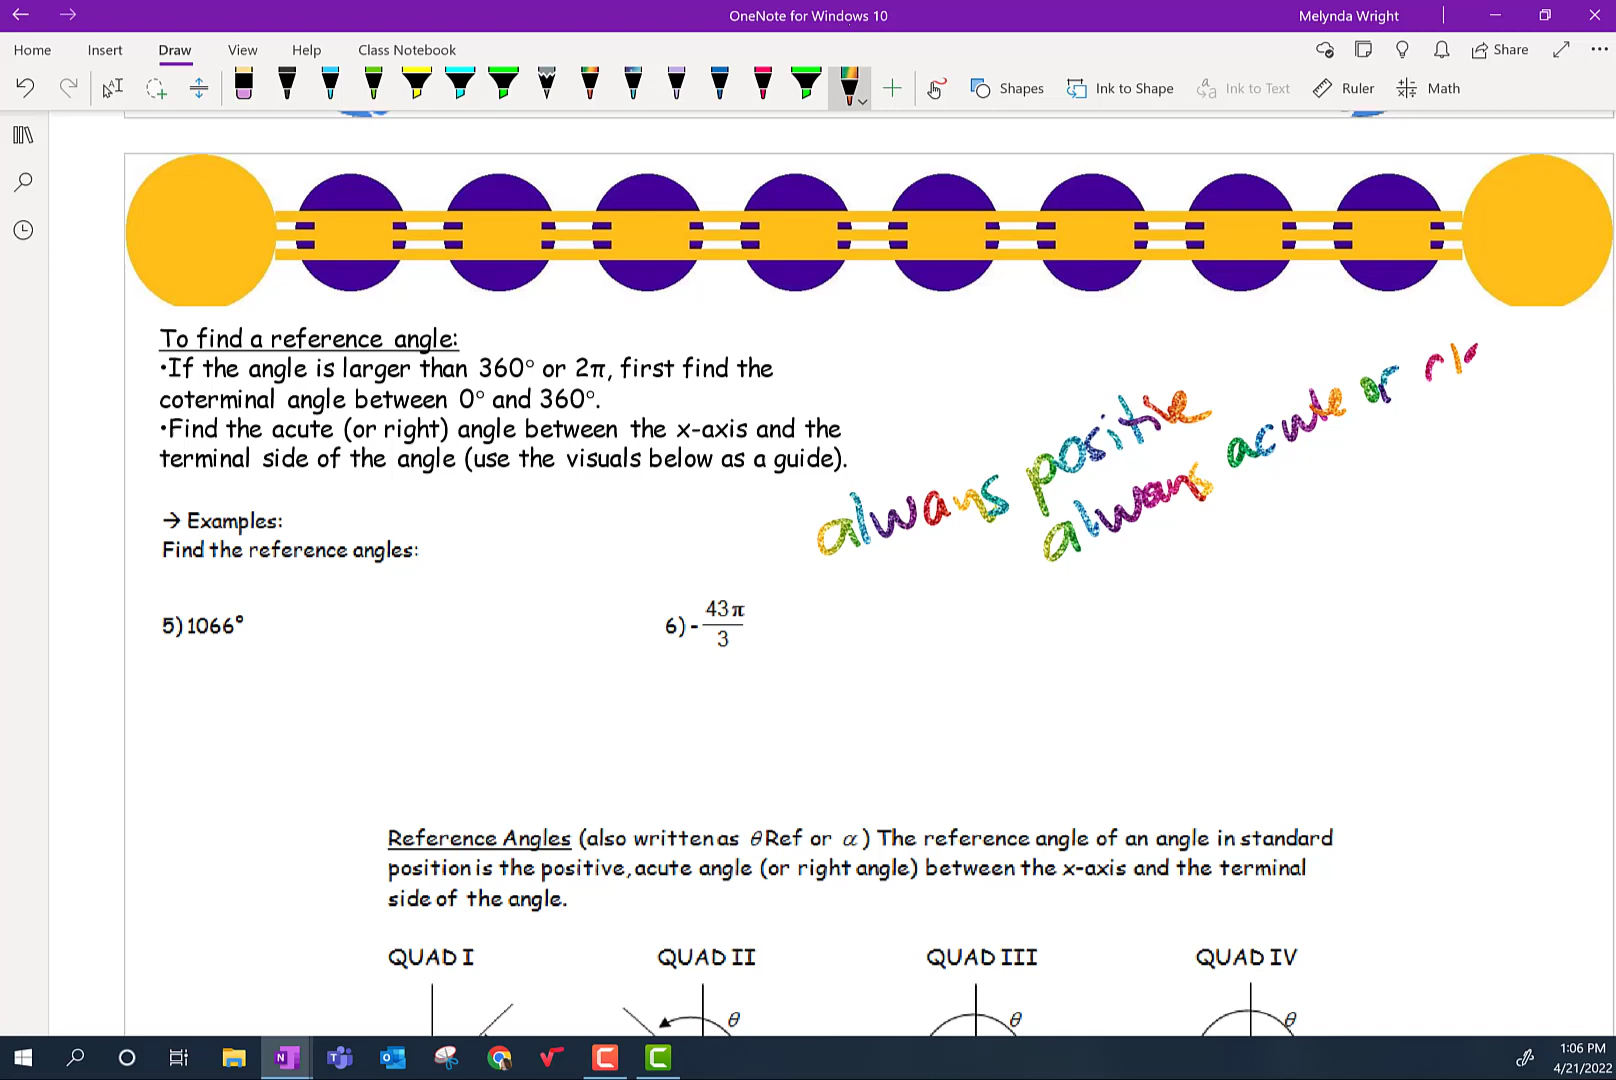 OneNote for Windows 10
Melynda Wright
Home Insert Draw View Help Class Notebook
Share
Shapes Ink to Shape Ink to Text Ruler Math
To find a reference angle:
•If the angle is larger than 360° or 2π, first find the
coterminal angle between 0° and 360°.
•Find the acute (or right) angle between the x-axis and the
terminal side of the angle (use the visuals below as a guide).
always positive
always acute or
→ Examples:
Find the reference angles:
5) 1066°
6) - 43π
3
Reference Angles (also written as θRef or α) The reference angle of an angle in standard
position is the positive, acute angle (or right angle) between the x-axis and the terminal
side of the angle.
QUAD I QUAD II QUAD III QUAD IV
θ θ θ
1:06 PM
4/21/2022